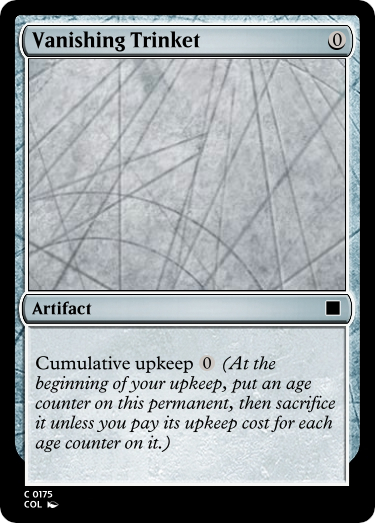 Vanishing Trinket 0
Artifact
Cumulative upkeep 0 (At the
beginning of your upkeep, put an age
counter on this permanent, then sacrifice
it unless you pay its upkeep cost for each
age counter on it.)
C 0175
COL